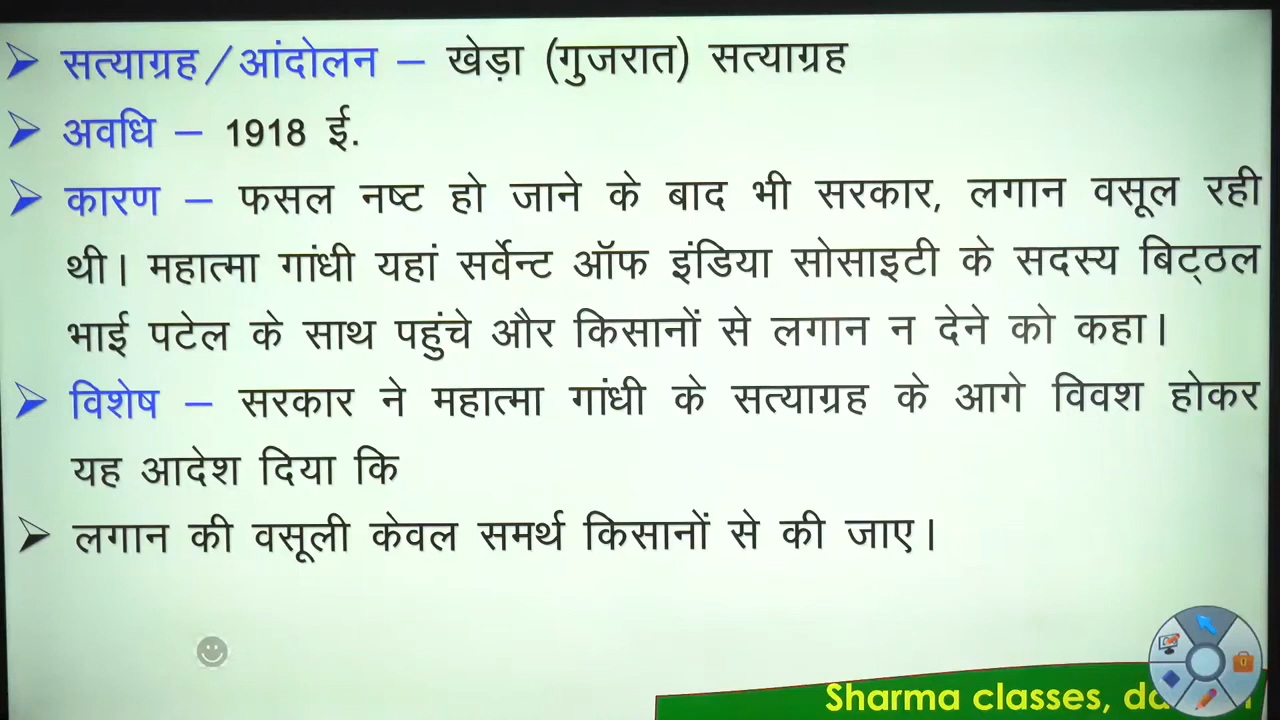 सत्याग्रह/आंदोलन – खेड़ा (गुजरात) सत्याग्रह
अवधि – 1918 ई.
कारण – फसल नष्ट हो जाने के बाद भी सरकार, लगान वसूल रही
थी। महात्मा गांधी यहां सर्वेन्ट ऑफ इंडिया सोसाइटी के सदस्य बिट्ठल
भाई पटेल के साथ पहुंचे और किसानों से लगान न देने को कहा।
विशेष – सरकार ने महात्मा गांधी के सत्याग्रह के आगे विवश होकर
यह आदेश दिया कि
लगान की वसूली केवल समर्थ किसानों से की जाए।
Sharma classes,